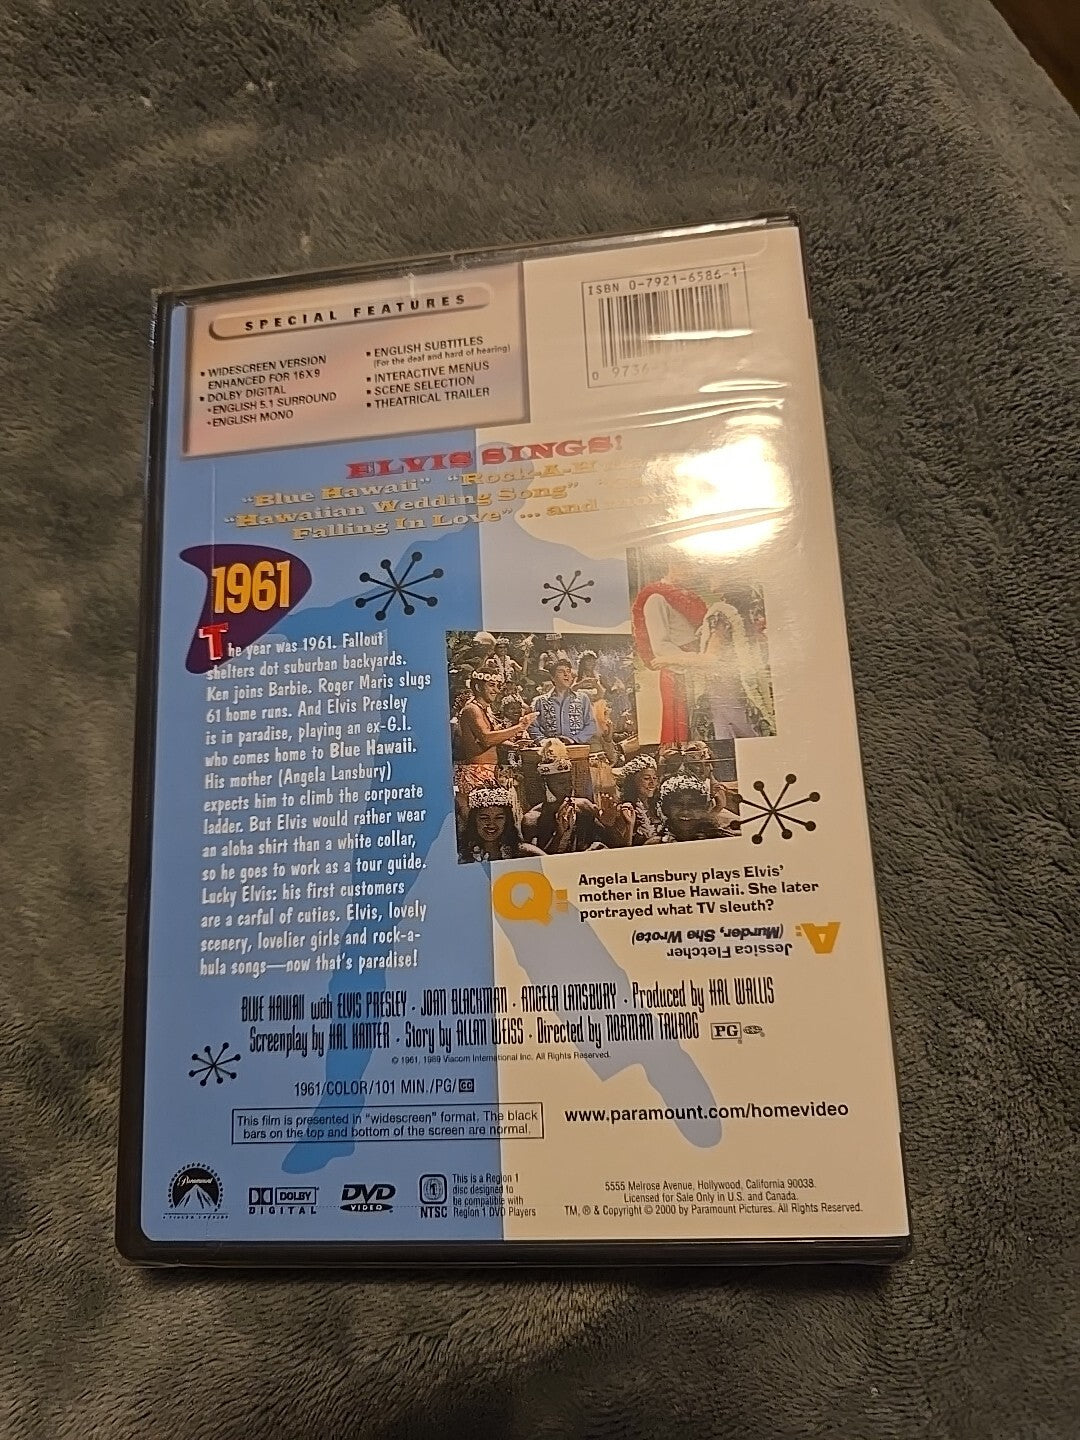 SPECIAL FEATURES
• WIDESCREEN VERSION
ENHANCED FOR 16X9
• DOLBY DIGITAL
•ENGLISH 5.1 SURROUND
•ENGLISH MONO
• ENGLISH SUBTITLES
(For the deaf and hard of hearing)
• INTERACTIVE MENUS
• SCENE SELECTION
• THEATRICAL TRAILER
ISBN 0-7921-6586-1
0 9736
ELVIS SINGS!
"Blue Hawaii" "Rock-A-H
"Hawaiian Wedding Song"
Falling In Love" ... and
1961
The year was 1961. Fallout
shelters dot suburban backyards.
Ken joins Barbie. Roger Maris slugs
61 home runs. And Elvis Presley
is in paradise, playing an ex-G.I.
who comes home to Blue Hawaii.
His mother (Angela Lansbury)
expects him to climb the corporate
ladder. But Elvis would rather wear
an aloha shirt than a white collar,
so he goes to work as a tour guide.
Lucky Elvis: his first customers
are a carful of cuties. Elvis, lovely
scenery, lovelier girls and rock-a-
hula songs—now that's paradise!
Q: Angela Lansbury plays Elvis'
mother in Blue Hawaii. She later
portrayed what TV sleuth?
A: Jessica Fletcher
(Murder, She Wrote)
BLUE HAWAII with ELVIS PRESLEY · JOAN BLACKMAN · ANGELA LANSBURY · Produced by HAL WALLIS
Screenplay by HAL KANTER · Story by ALLAN WEISS · Directed by NORMAN TAUROG PG
© 1961, 1989 Viacom International Inc. All Rights Reserved.
1961/COLOR/101 MIN./PG/CC
This film is presented in "widescreen" format. The black
bars on the top and bottom of the screen are normal.
www.paramount.com/homevideo
Paramount
DOLBY
DIGITAL
DVD
VIDEO
1
NTSC
This is a Region 1
disc designed to
be compatible with
Region 1 DVD Players
5555 Melrose Avenue, Hollywood, California 90038.
Licensed for Sale Only in U.S. and Canada.
TM, ® & Copyright © 2000 by Paramount Pictures. All Rights Reserved.